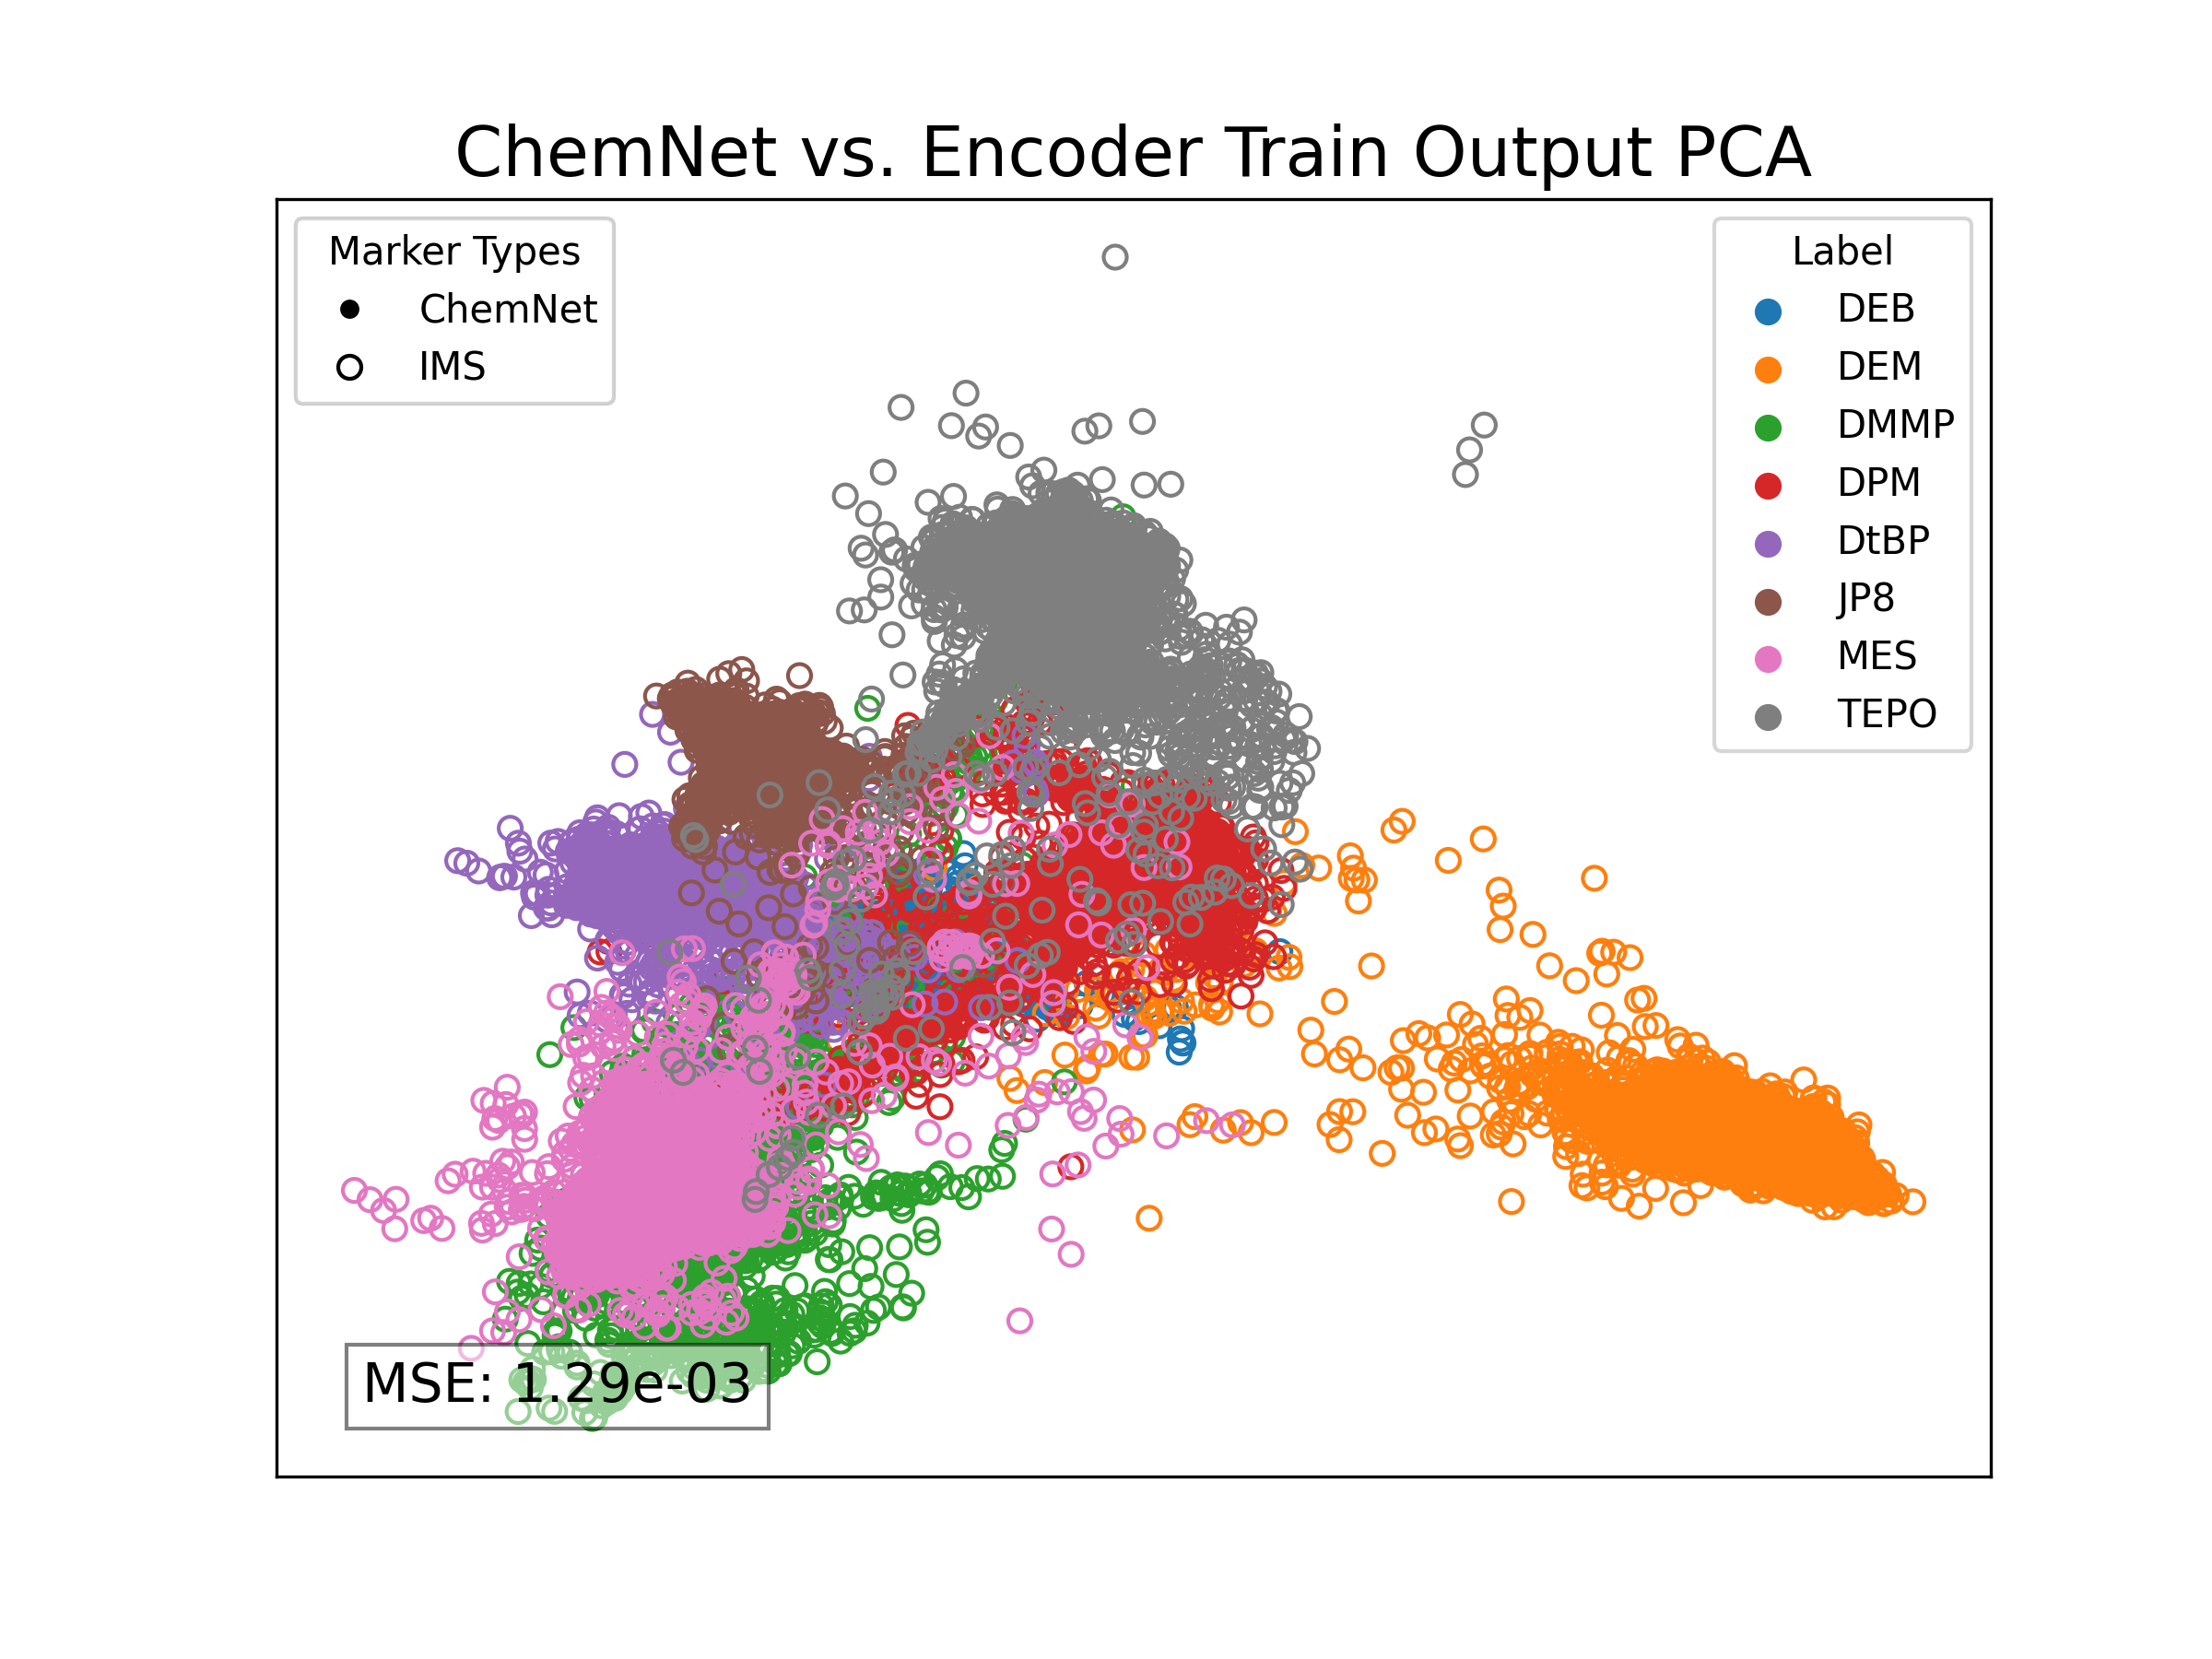 ChemNet vs. Encoder Train Output PCA
Marker Types
ChemNet
IMS
Label
DEB
DEM
DMMP
DPM
DtBP
JP8
MES
TEPO
MSE: 1.29e-03